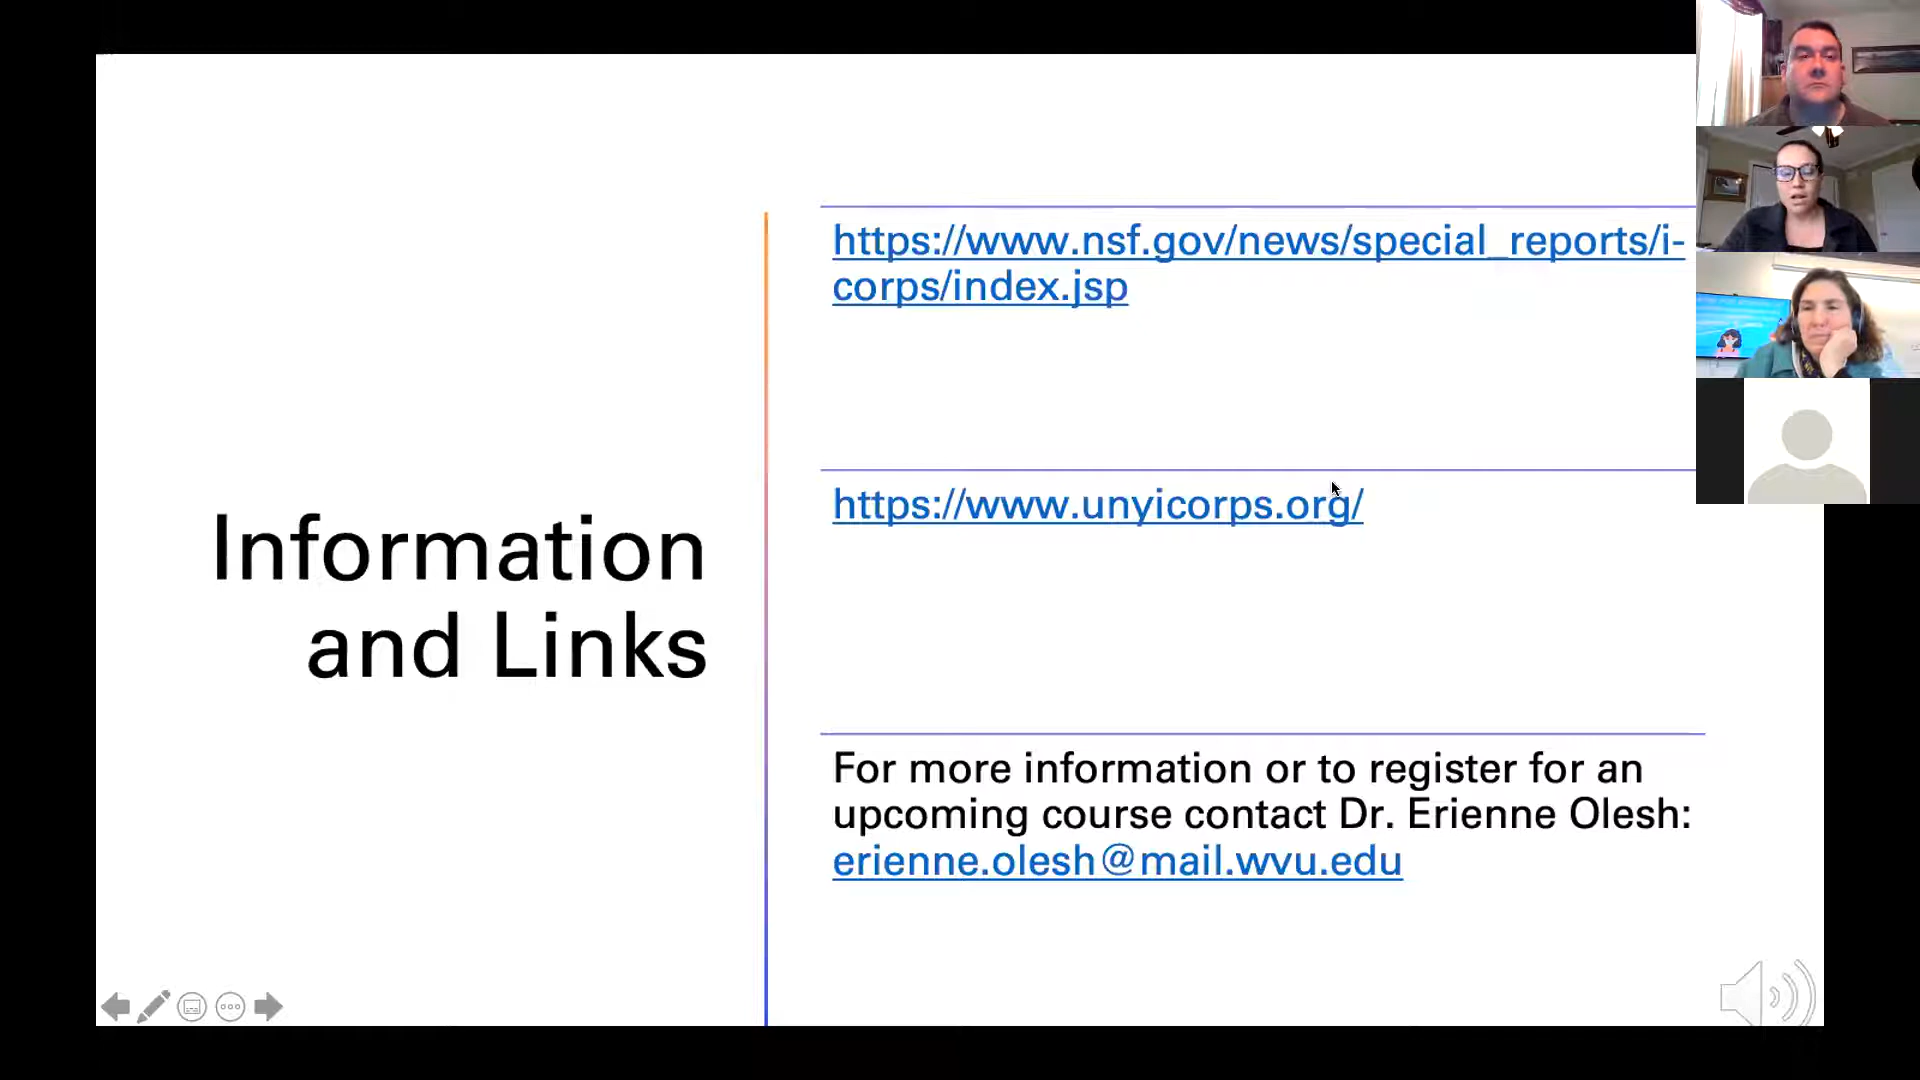 Information
and Links
https://www.nsf.gov/news/special_reports/i-
corps/index.jsp
https://www.unyicorps.org/
For more information or to register for an
upcoming course contact Dr. Erienne Olesh:
erienne.olesh@mail.wvu.edu